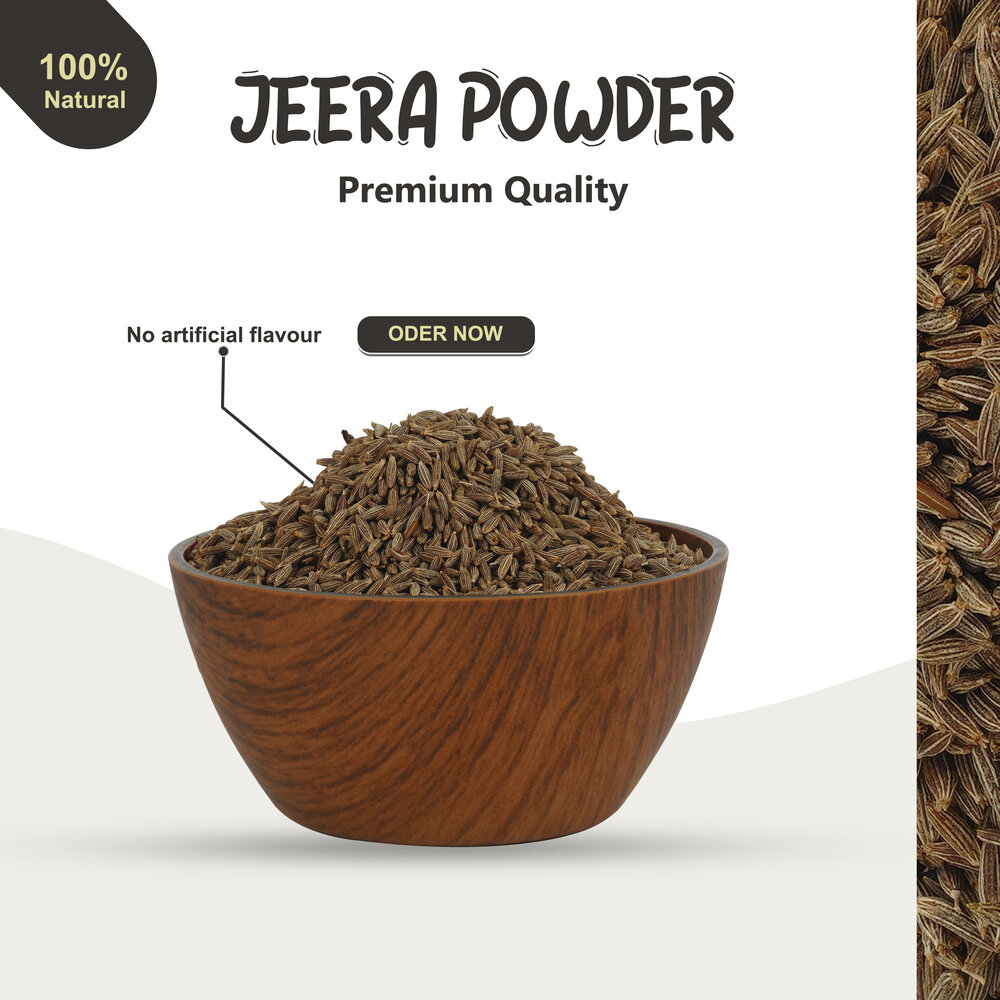 100%
Natural
JEERA POWDER
Premium Quality
No artificial flavour
ODER NOW